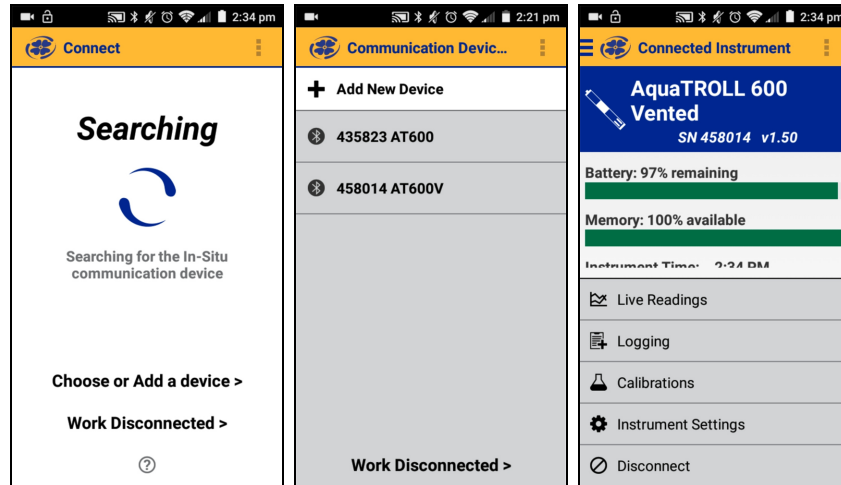 2:34 pm
Connect
Searching
Searching for the In-Situ
communication device
Choose or Add a device >
Work Disconnected >
?
2:21 pm
Communication Devic...
Add New Device
435823 AT600
458014 AT600V
Work Disconnected >
2:34 pm
Connected Instrument
AquaTROLL 600
Vented
SN 458014 v1.50
Battery: 97% remaining
Memory: 100% available
Instrument Time: 2:34 PM
Live Readings
Logging
Calibrations
Instrument Settings
Disconnect